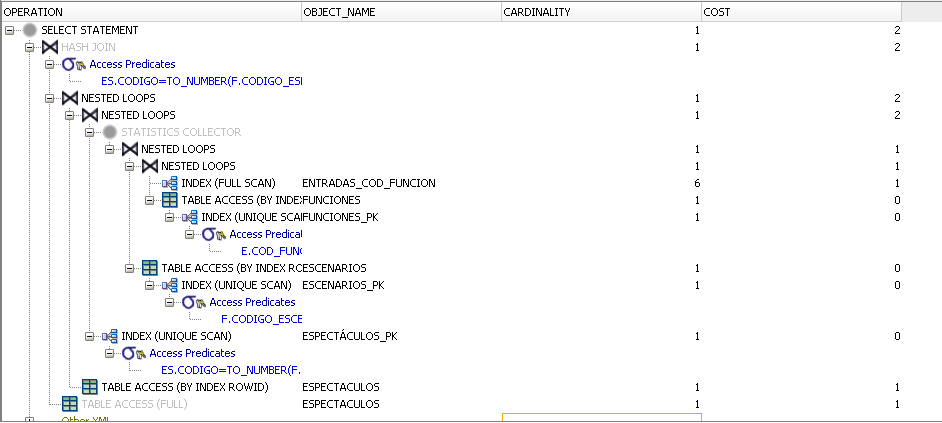 OPERATION OBJECT_NAME CARDINALITY COST
SELECT STATEMENT 1 2
HASH JOIN 1 2
Access Predicates
ES.CODIGO=TO_NUMBER(F.CODIGO_ESI
NESTED LOOPS 1 2
NESTED LOOPS 1 2
STATISTICS COLLECTOR
NESTED LOOPS 1 1
NESTED LOOPS 1 1
INDEX (FULL SCAN) ENTRADAS_COD_FUNCION 6 1
TABLE ACCESS (BY INDEX FUNCIONES 1 0
INDEX (UNIQUE SCAN FUNCIONES_PK 1 0
Access Predicat
E.COD_FUNC
TABLE ACCESS (BY INDEX RO ESCENARIOS 1 0
INDEX (UNIQUE SCAN) ESCENARIOS_PK 1 0
Access Predicates
F.CODIGO_ESCE
INDEX (UNIQUE SCAN) ESPECTÁCULOS_PK 1 0
Access Predicates
ES.CODIGO=TO_NUMBER(F.
TABLE ACCESS (BY INDEX ROWID) ESPECTACULOS 1 1
TABLE ACCESS (FULL) ESPECTACULOS 1 1
Other XML